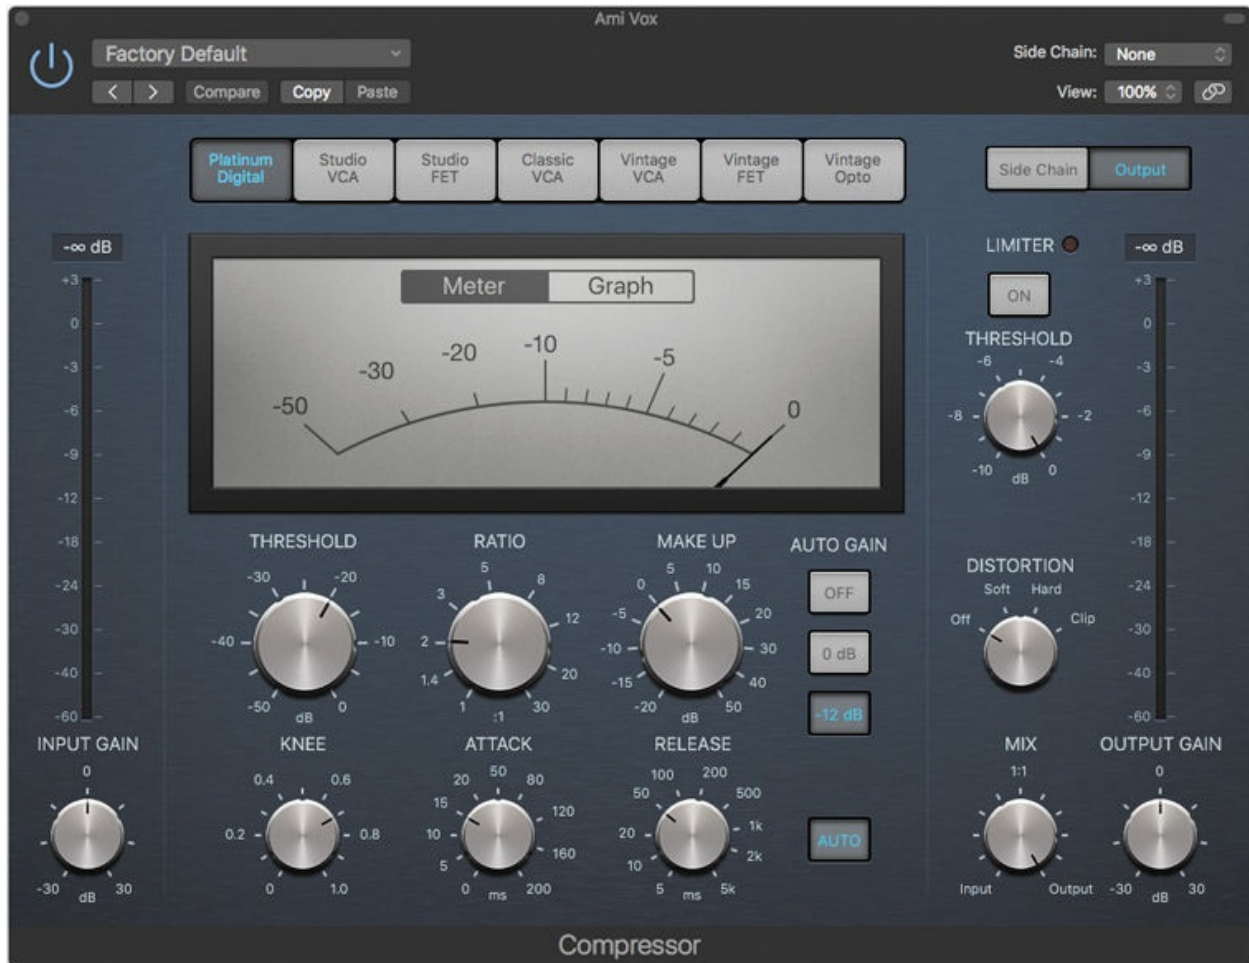 Ami Vox
Factory Default
Side Chain: None
Compare Copy Paste
View: 100%
Platinum Digital
Studio VCA
Studio FET
Classic VCA
Vintage VCA
Vintage FET
Vintage Opto
Side Chain Output
-∞ dB
+3
0
-3
-6
-9
-12
-18
-24
-30
-40
-60
Meter Graph
-50 -30 -20 -10 -5 0
LIMITER
ON
THRESHOLD
-6 -4
-8 -2
-10 dB 0
-∞ dB
+3
0
-3
-6
-9
-12
-18
-24
-30
-40
-60
THRESHOLD
-30 -20
-40 -10
-50 dB 0
RATIO
5
3 8
2 12
1.4 20
1 :1 30
MAKE UP
5 10
0 15
-5 20
-10 30
-15 40
-20 dB 50
AUTO GAIN
OFF
0 dB
-12 dB
DISTORTION
Soft Hard
Off Clip
INPUT GAIN
0
-30 dB 30
KNEE
0.4 0.6
0.2 0.8
0 1.0
ATTACK
50
20 80
15 120
10 160
5
0 ms 200
RELEASE
100 200
50 500
20 1k
10 2k
5 ms 5k
AUTO
MIX
1:1
Input Output
OUTPUT GAIN
0
-30 dB 30
Compressor